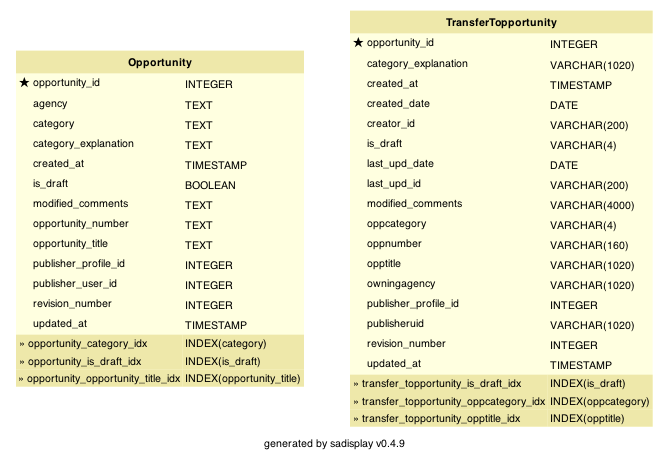 Opportunity
★ opportunity_id INTEGER
agency TEXT
category TEXT
category_explanation TEXT
created_at TIMESTAMP
is_draft BOOLEAN
modified_comments TEXT
opportunity_number TEXT
opportunity_title TEXT
publisher_profile_id INTEGER
publisher_user_id INTEGER
revision_number INTEGER
updated_at TIMESTAMP
» opportunity_category_idx INDEX(category)
» opportunity_is_draft_idx INDEX(is_draft)
» opportunity_opportunity_title_idx INDEX(opportunity_title)
TransferTopportunity
★ opportunity_id INTEGER
category_explanation VARCHAR(1020)
created_at TIMESTAMP
created_date DATE
creator_id VARCHAR(200)
is_draft VARCHAR(4)
last_upd_date DATE
last_upd_id VARCHAR(200)
modified_comments VARCHAR(4000)
oppcategory VARCHAR(4)
oppnumber VARCHAR(160)
opptitle VARCHAR(1020)
owningagency VARCHAR(1020)
publisher_profile_id INTEGER
publisheruid VARCHAR(1020)
revision_number INTEGER
updated_at TIMESTAMP
» transfer_topportunity_is_draft_idx INDEX(is_draft)
» transfer_topportunity_oppcategory_idx INDEX(oppcategory)
» transfer_topportunity_opptitle_idx INDEX(opptitle)
generated by sadisplay v0.4.9